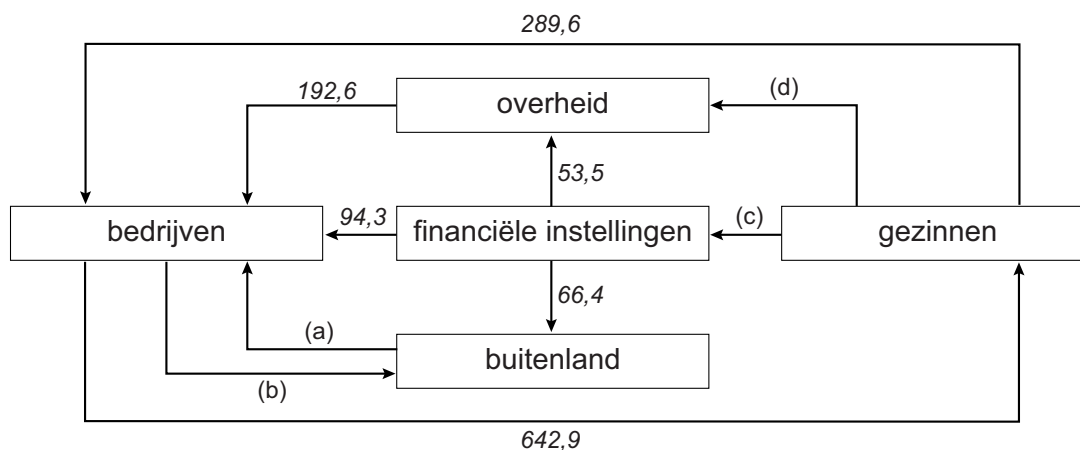 289,6
192,6
overheid
(d)
53,5
bedrijven
94,3
financiële instellingen
(c)
gezinnen
66,4
(a)
buitenland
(b)
642,9